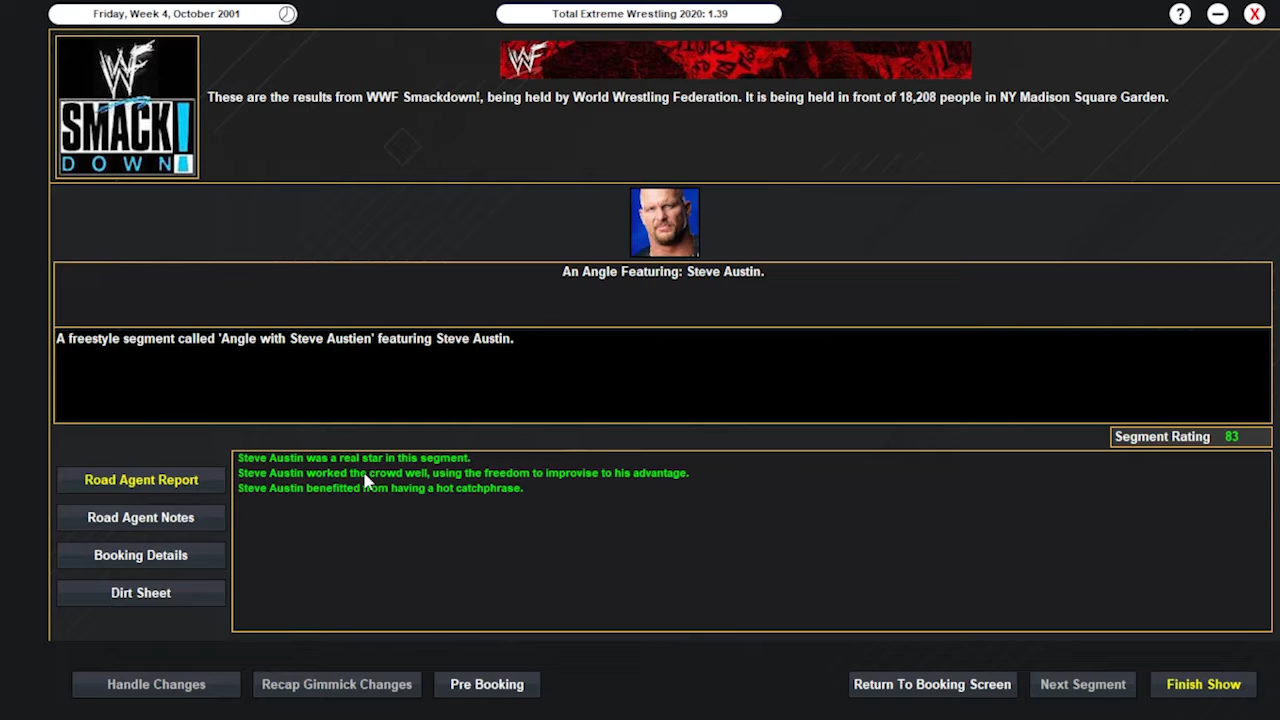 Friday, Week 4, October 2001
Total Extreme Wrestling 2020: 1.39
? – X
WF
SMACK!
DOWN
WF
These are the results from WWF Smackdown!, being held by World Wrestling Federation. It is being held in front of 18,208 people in NY Madison Square Garden.
An Angle Featuring: Steve Austin.
A freestyle segment called 'Angle with Steve Austien' featuring Steve Austin.
Segment Rating 83
Steve Austin was a real star in this segment.
Steve Austin worked the crowd well, using the freedom to improvise to his advantage.
Steve Austin benefitted from having a hot catchphrase.
Road Agent Report
Road Agent Notes
Booking Details
Dirt Sheet
Handle Changes
Recap Gimmick Changes
Pre Booking
Return To Booking Screen
Next Segment
Finish Show